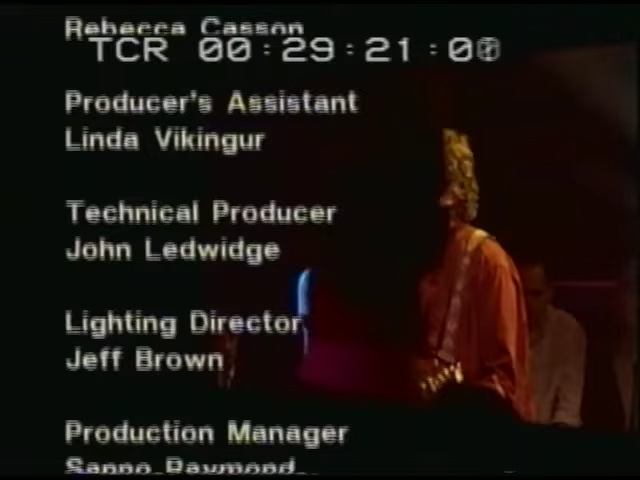 Rebecca Casson
TCR 00:29:21:0
Producer's Assistant
Linda Vikingur
Technical Producer
John Ledwidge
Lighting Director
Jeff Brown
Production Manager
Raymond